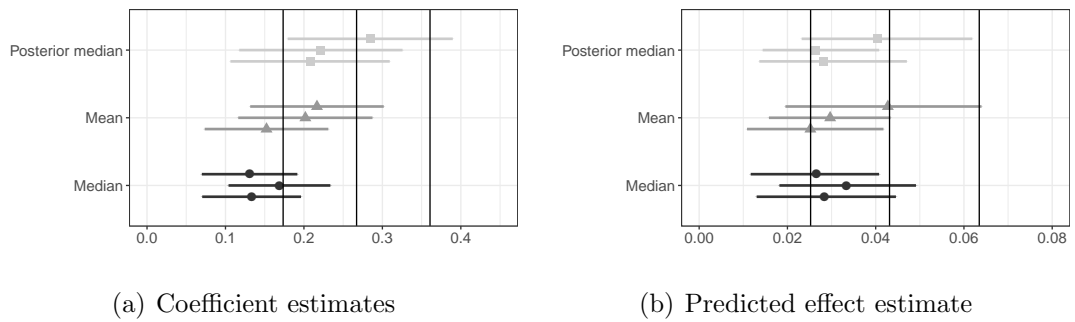 Posterior median
Mean
Median
0.0 0.1 0.2 0.3 0.4
(a) Coefficient estimates
Posterior median
Mean
Median
0.00 0.02 0.04 0.06 0.08
(b) Predicted effect estimate